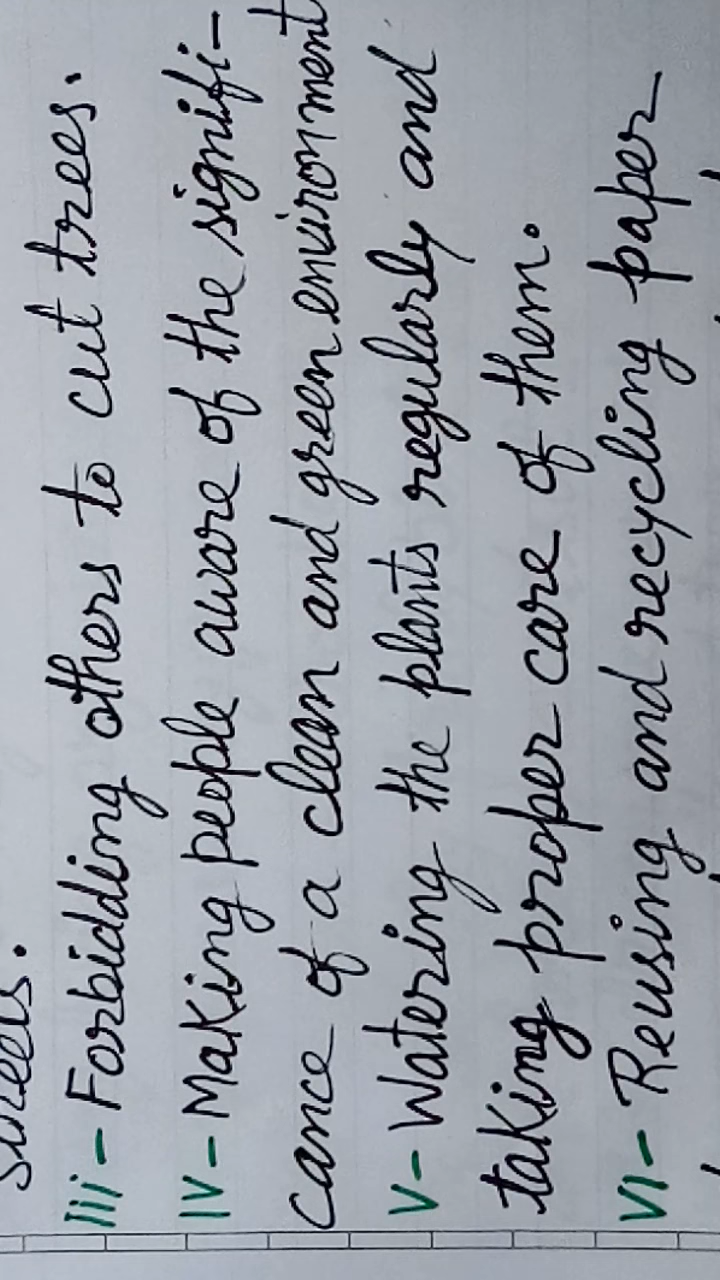 streets.
iii- Forbidding others to cut trees.
IV- Making people aware of the signifi-
cance of a clean and green environment
V- Watering the plants regularly and
taking proper care of them.
VI- Reusing and recycling paper